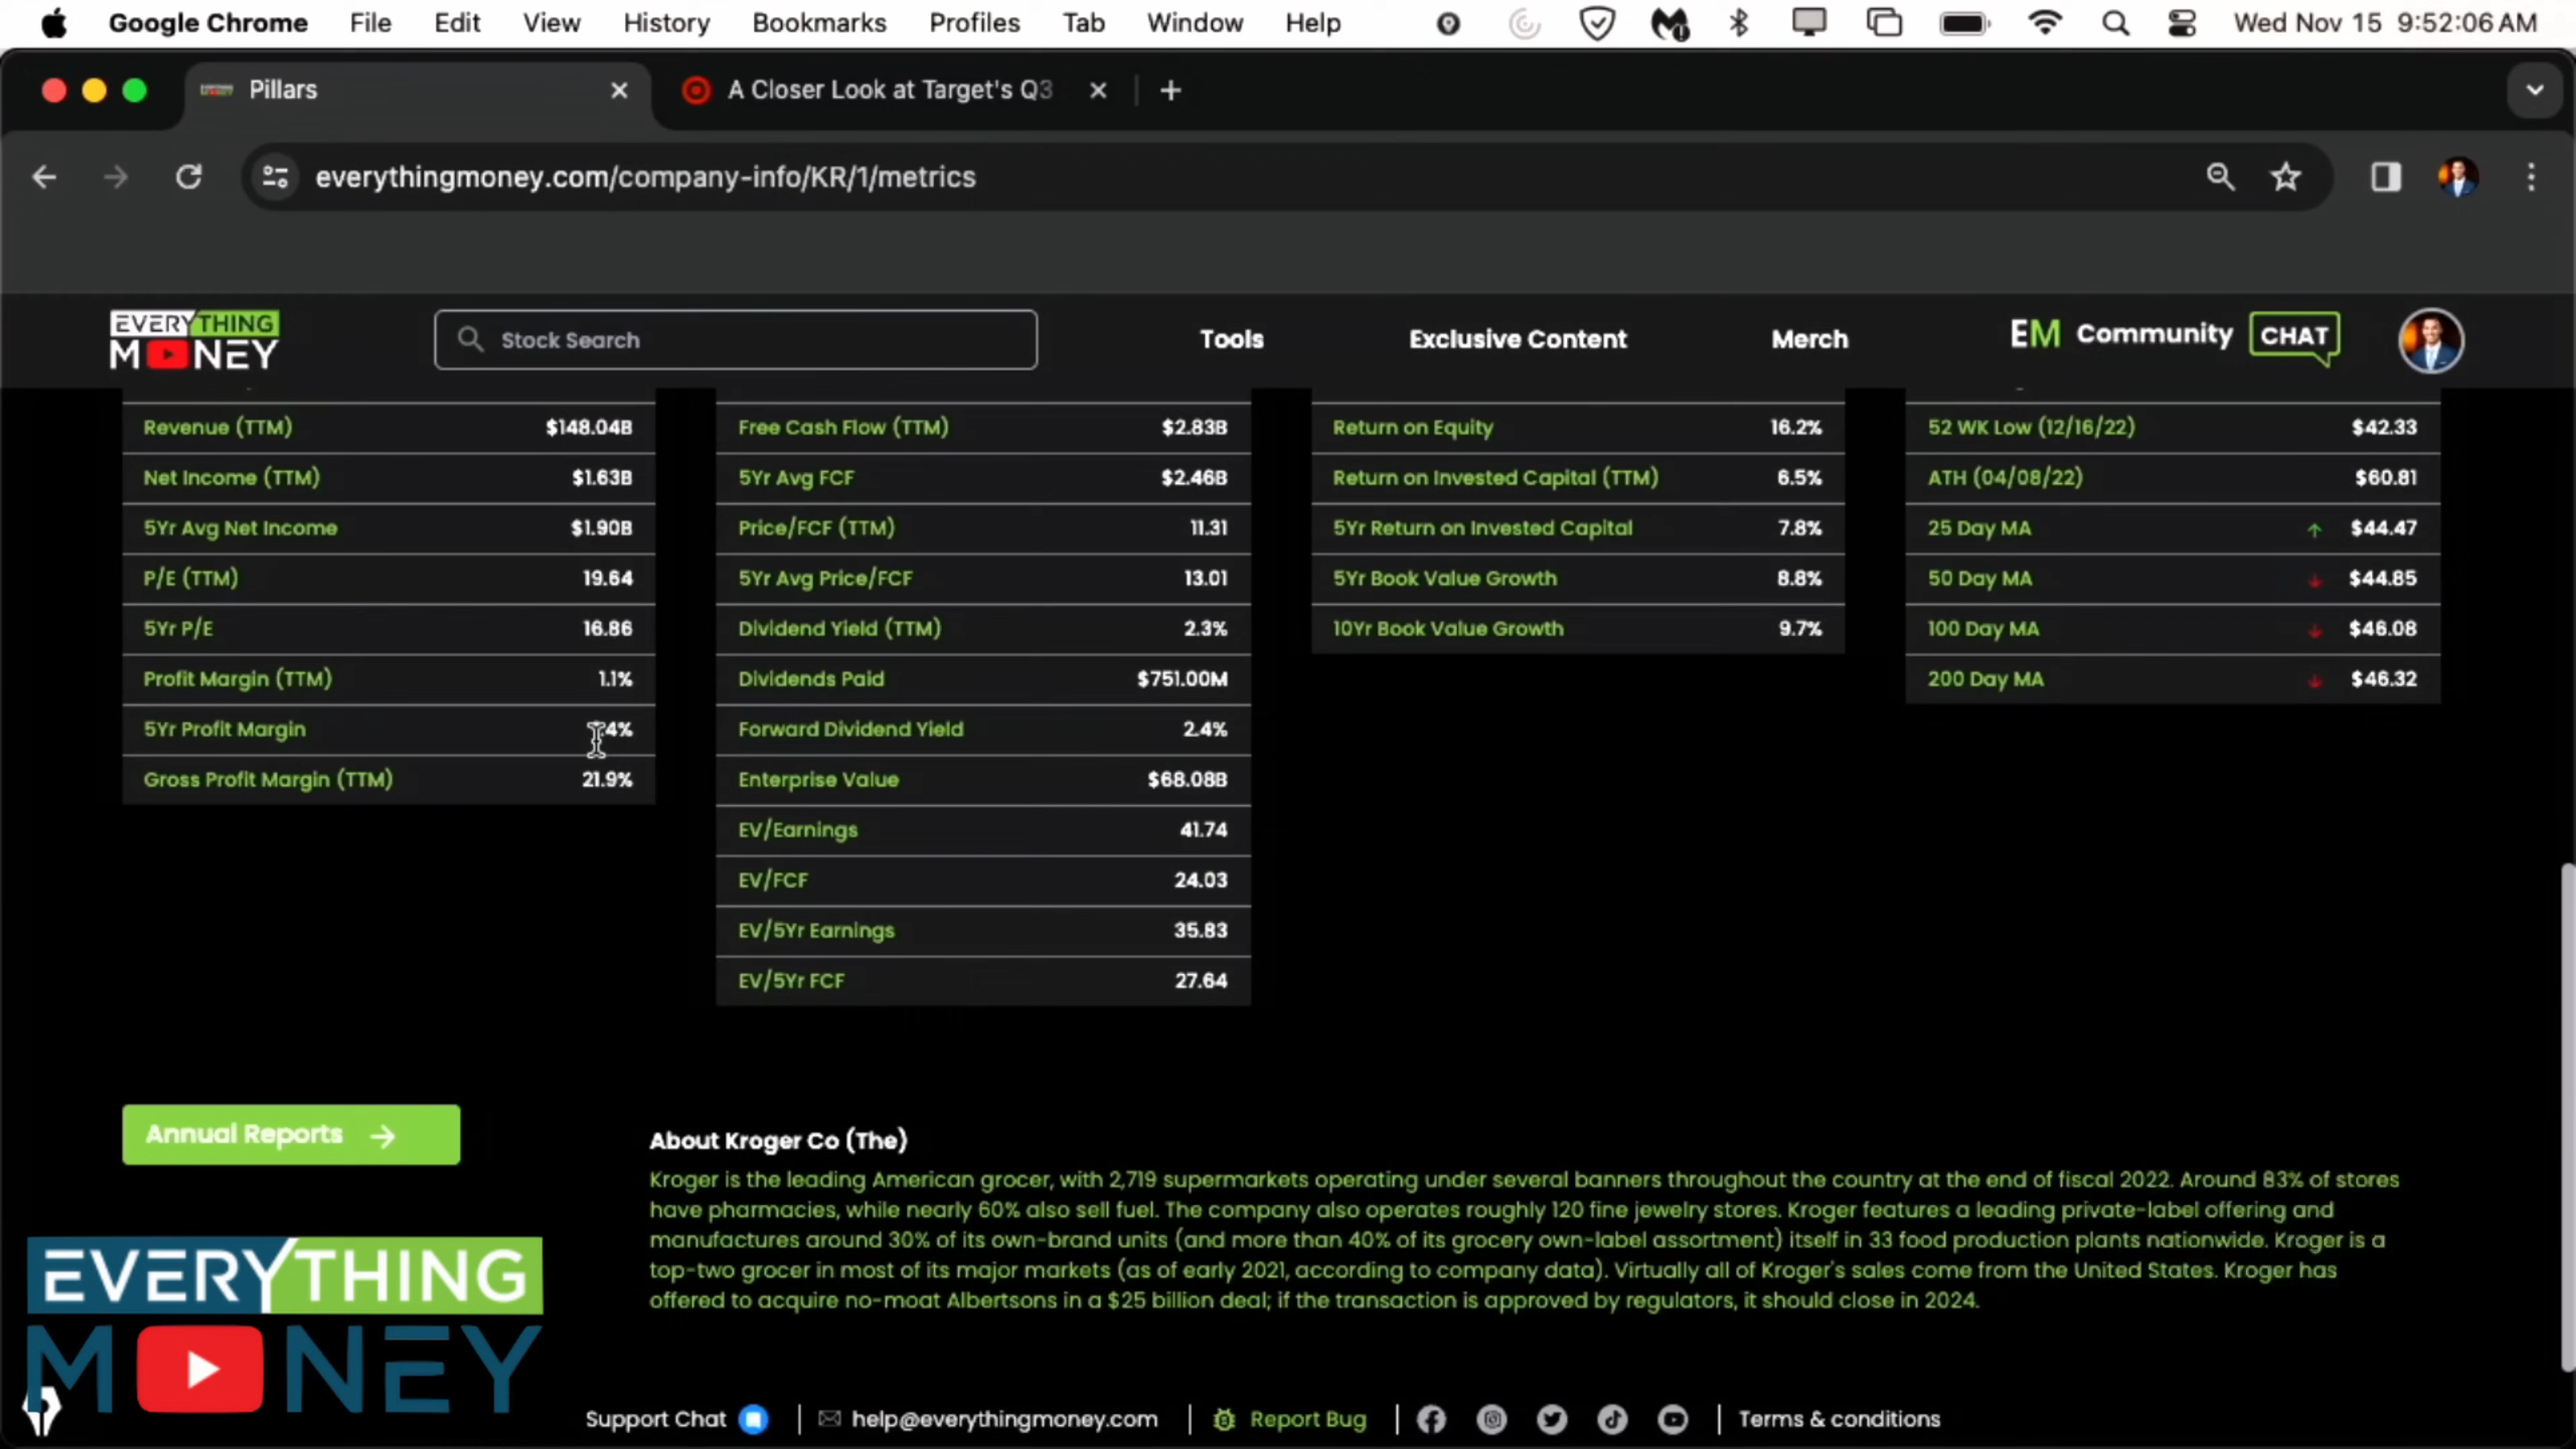 Google Chrome File Edit View History Bookmarks Profiles Tab Window Help Wed Nov 15 9:52:06 AM
Pillars A Closer Look at Target's Q3
everythingmoney.com/company-info/KR/1/metrics
EVERYTHING
MONEY
Stock Search
Tools Exclusive Content Merch EM Community CHAT
Revenue (TTM) $148.04B
Net Income (TTM) $1.63B
5Yr Avg Net Income $1.90B
P/E (TTM) 19.64
5Yr P/E 16.86
Profit Margin (TTM) 1.1%
5Yr Profit Margin 4%
Gross Profit Margin (TTM) 21.9%
Free Cash Flow (TTM) $2.83B
5Yr Avg FCF $2.46B
Price/FCF (TTM) 11.31
5Yr Avg Price/FCF 13.01
Dividend Yield (TTM) 2.3%
Dividends Paid $751.00M
Forward Dividend Yield 2.4%
Enterprise Value $68.08B
EV/Earnings 41.74
EV/FCF 24.03
EV/5Yr Earnings 35.83
EV/5Yr FCF 27.64
Return on Equity 16.2%
Return on Invested Capital (TTM) 6.5%
5Yr Return on Invested Capital 7.8%
5Yr Book Value Growth 8.8%
10Yr Book Value Growth 9.7%
52 WK Low (12/16/22) $42.33
ATH (04/08/22) $60.81
25 Day MA $44.47
50 Day MA $44.85
100 Day MA $46.08
200 Day MA $46.32
Annual Reports
About Kroger Co (The)
Kroger is the leading American grocer, with 2,719 supermarkets operating under several banners throughout the country at the end of fiscal 2022. Around 83% of stores
have pharmacies, while nearly 60% also sell fuel. The company also operates roughly 120 fine jewelry stores. Kroger features a leading private-label offering and
manufactures around 30% of its own-brand units (and more than 40% of its grocery own-label assortment) itself in 33 food production plants nationwide. Kroger is a
top-two grocer in most of its major markets (as of early 2021, according to company data). Virtually all of Kroger's sales come from the United States. Kroger has
offered to acquire no-moat Albertsons in a $25 billion deal; if the transaction is approved by regulators, it should close in 2024.
EVERYTHING
MONEY
Support Chat help@everythingmoney.com Report Bug Terms & conditions